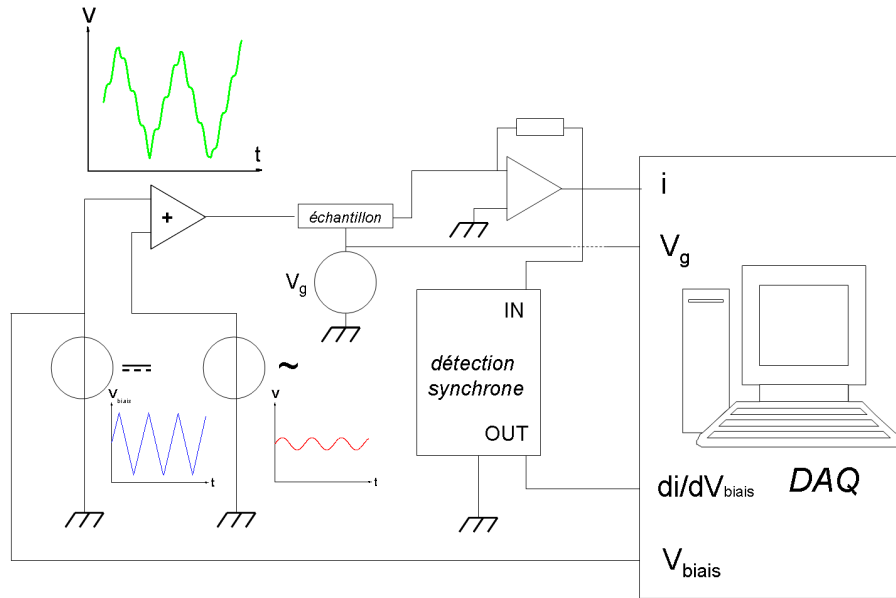 V
t
+
échantillon
i
V_g
V_g
IN
détection
synchrone
OUT
~
V_biais
t
v
t
di/dV_biais
DAQ
V_biais